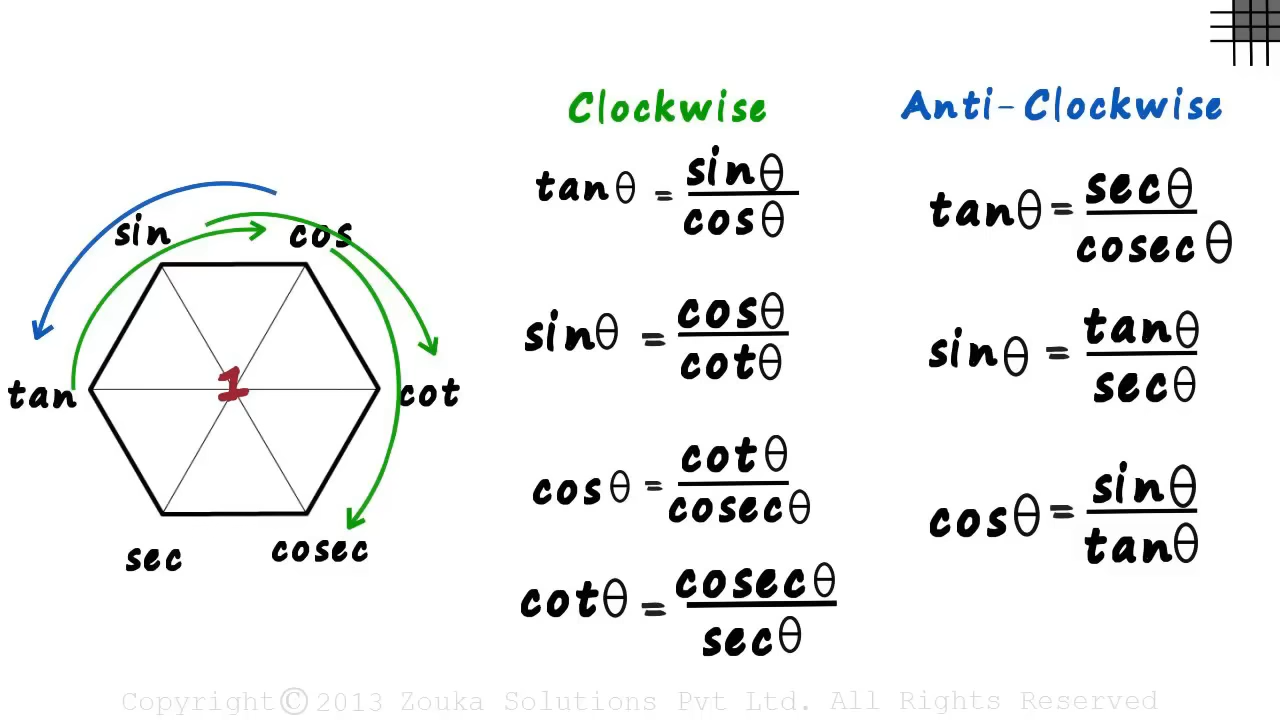 Clockwise
tanθ = sinθ / cosθ
sinθ = cosθ / cotθ
cosθ = cotθ / cosecθ
cotθ = cosecθ / secθ
Anti-Clockwise
tanθ = secθ / cosecθ
sinθ = tanθ / secθ
cosθ = sinθ / tanθ
sin cos
tan 1 cot
sec cosec
Copyright© 2013 Zouka Solutions Pvt Ltd. All Rights Reserved